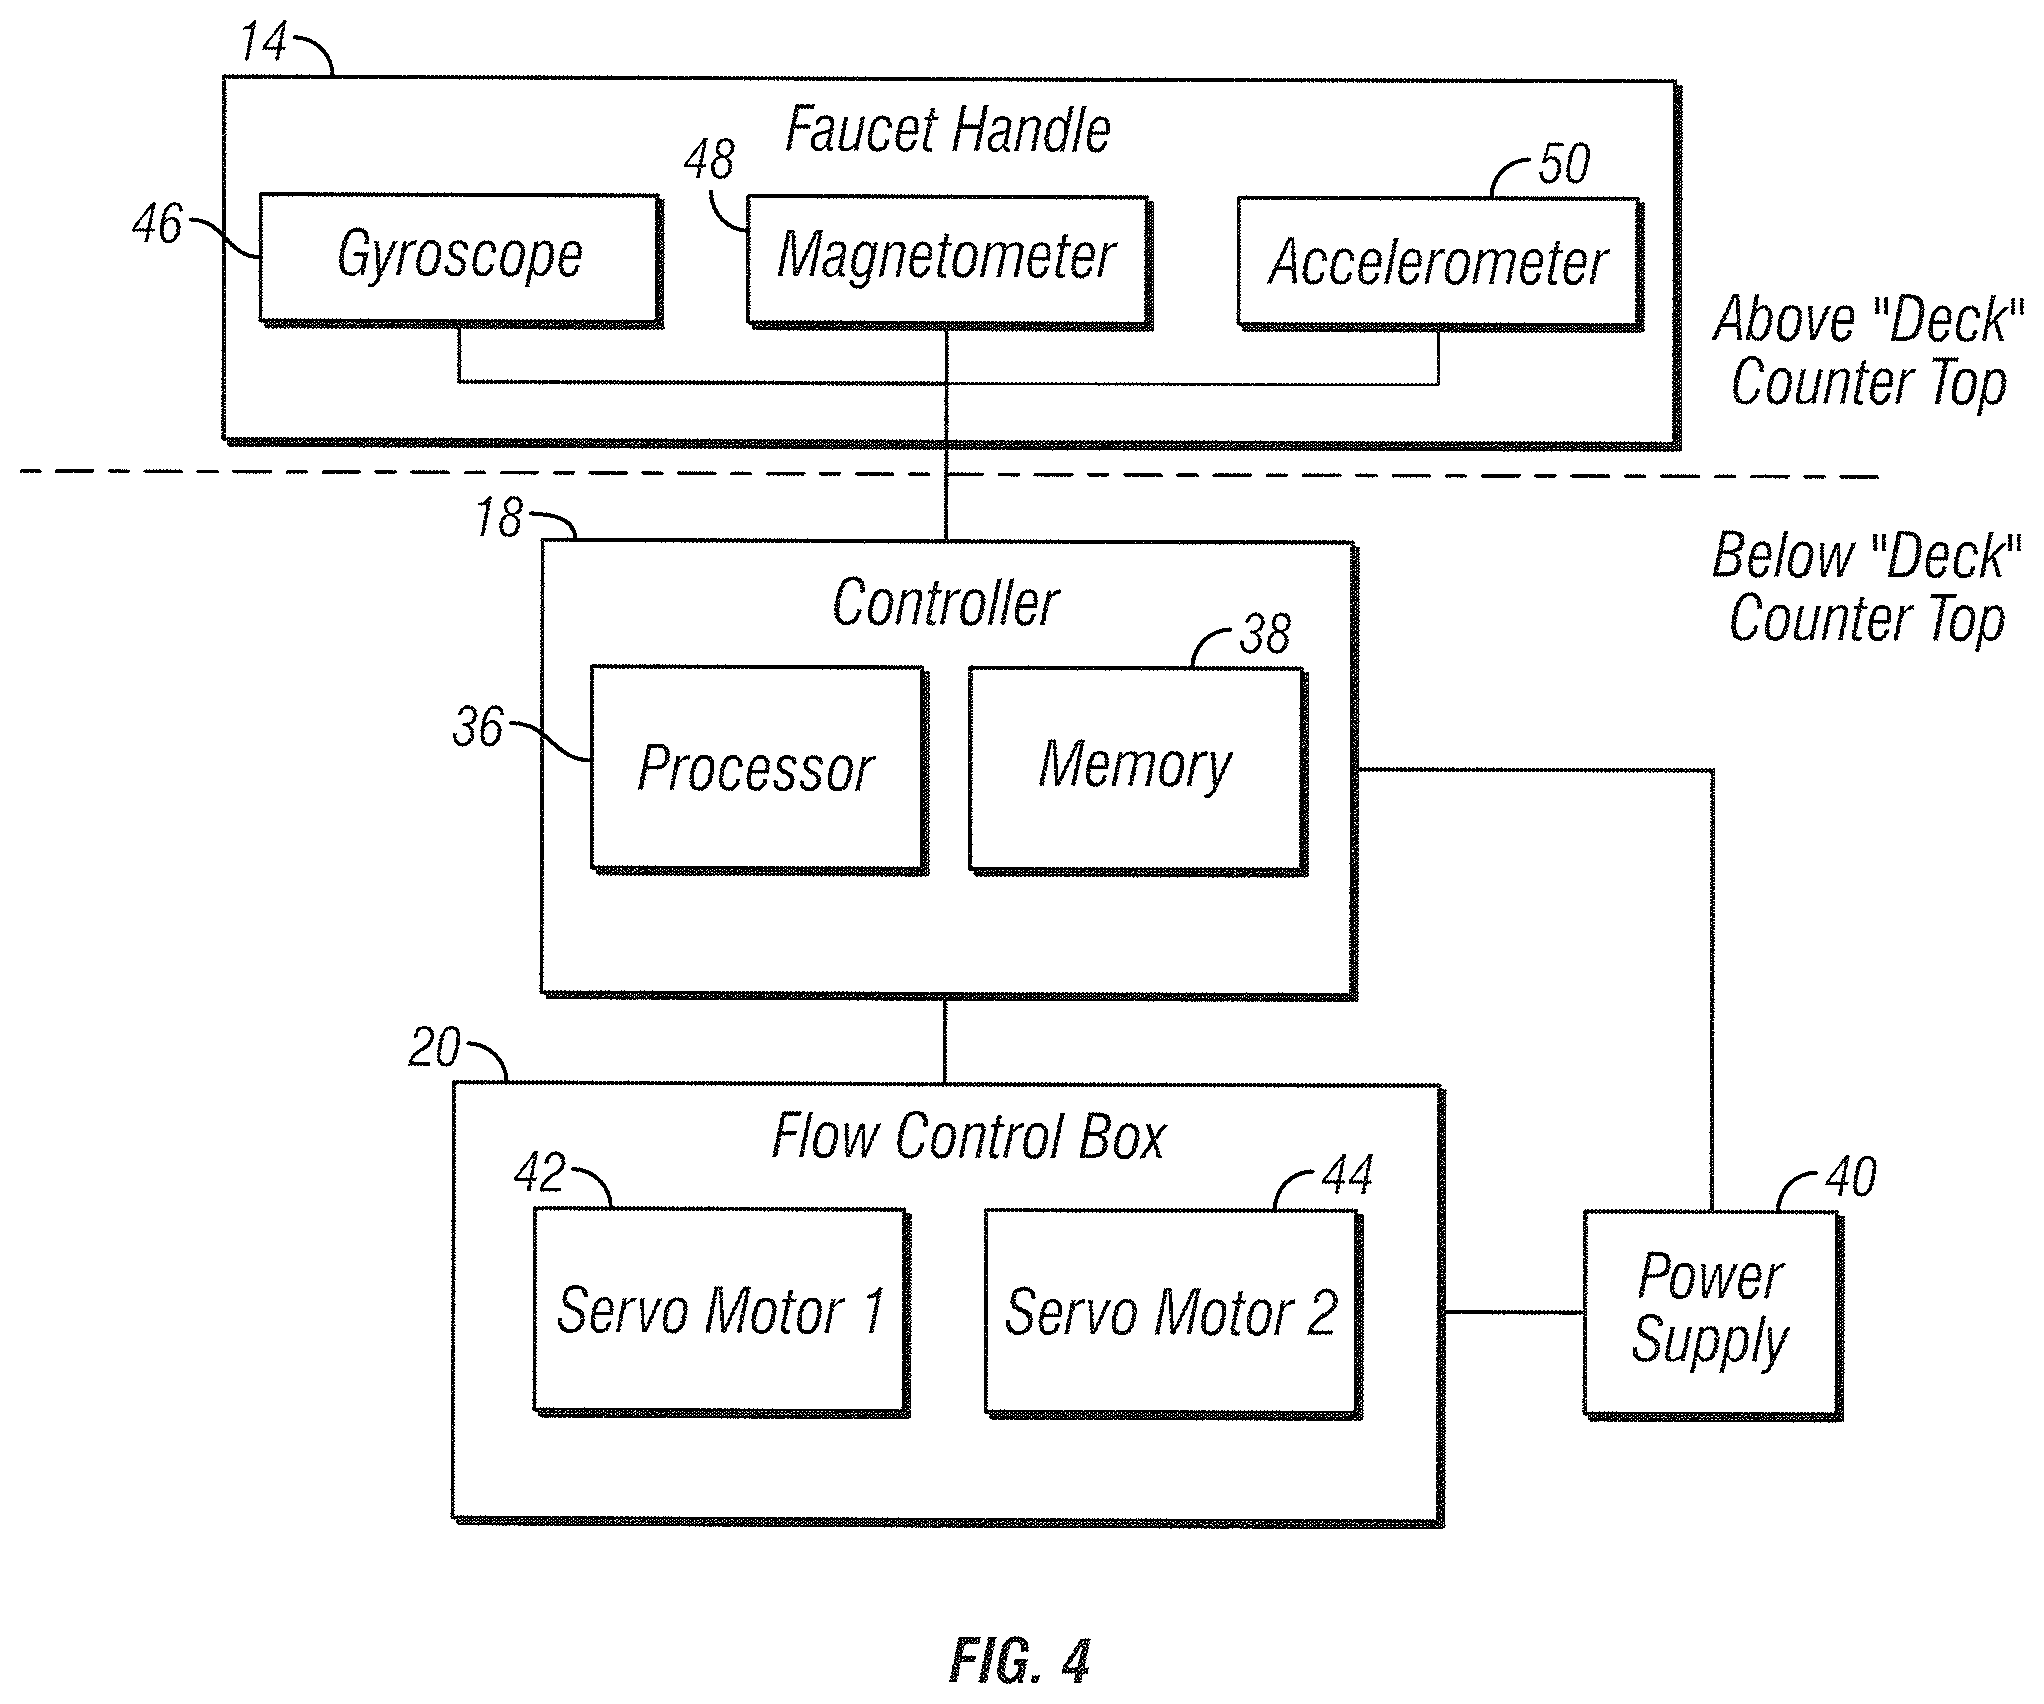 14
Faucet Handle
46
Gyroscope
48
Magnetometer
50
Accelerometer
Above "Deck"
Counter Top
Below "Deck"
Counter Top
18
Controller
36
Processor
38
Memory
20
Flow Control Box
42
Servo Motor 1
44
Servo Motor 2
40
Power
Supply
FIG. 4